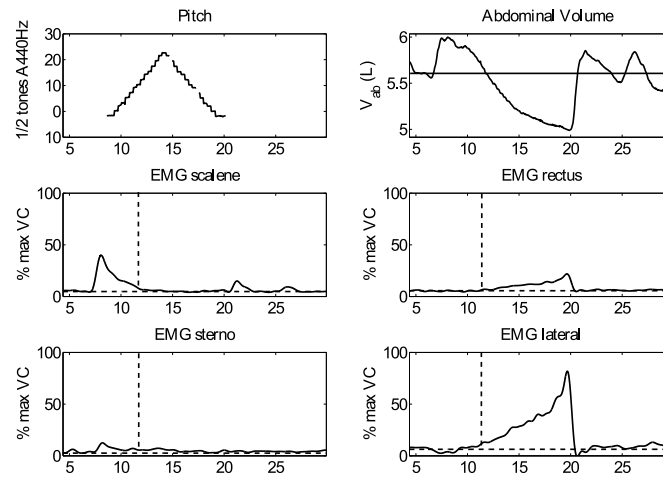 Pitch
1/2 tones A440Hz
30
20
10
0
10
5 10 15 20 25
Abdominal Volume
V_ab (L)
6
5.5
5
5 10 15 20 25
EMG scalene
% max VC
100
50
0
5 10 15 20 25
EMG rectus
% max VC
100
50
0
5 10 15 20 25
EMG sterno
% max VC
100
50
0
5 10 15 20 25
EMG lateral
% max VC
100
50
0
5 10 15 20 25